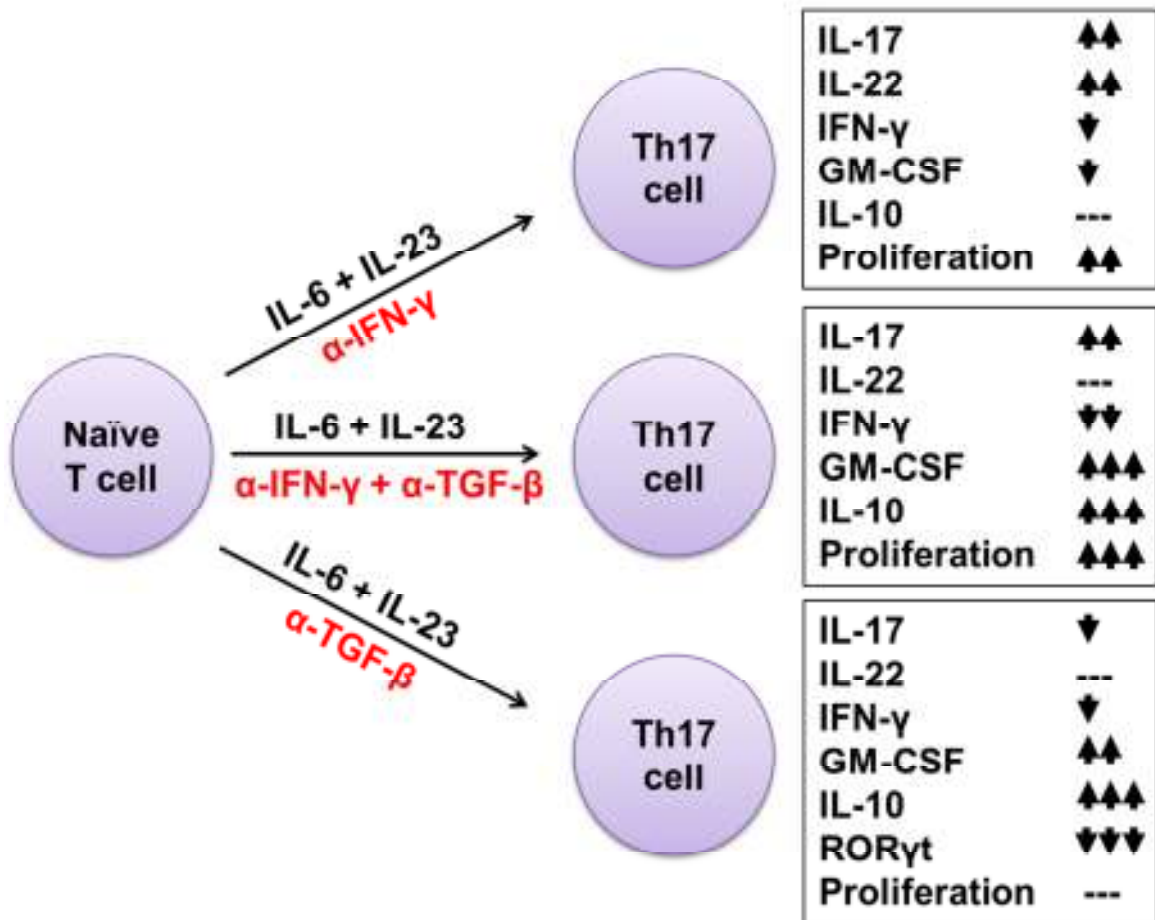 Naïve
T cell
IL-6 + IL-23
α-IFN-γ
Th17
cell
IL-17
IL-22
IFN-γ
GM-CSF
IL-10 ---
Proliferation
IL-6 + IL-23
α-IFN-γ + α-TGF-β
Th17
cell
IL-17
IL-22 ---
IFN-γ
GM-CSF
IL-10
Proliferation
IL-6 + IL-23
α-TGF-β
Th17
cell
IL-17
IL-22 ---
IFN-γ
GM-CSF
IL-10
RORγt
Proliferation ---